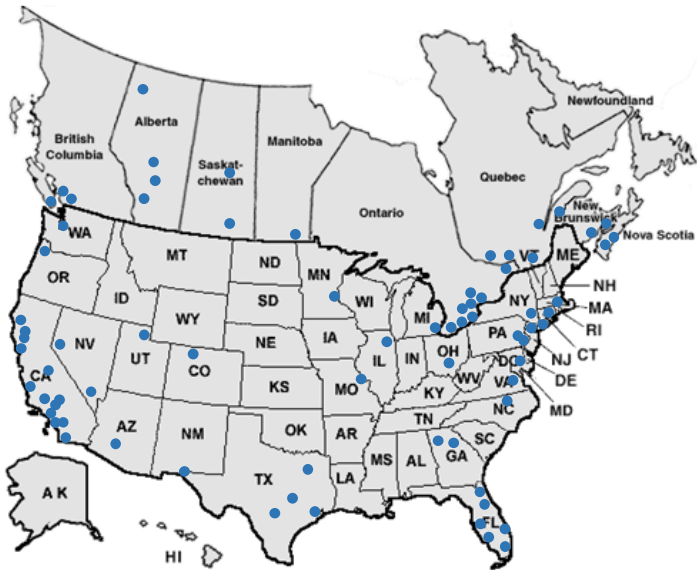 Newfoundland
Alberta
British
Columbia
Manitoba
Saskat-
chewan
Quebec
Ontario
New
Brunswick
Nova Scotia
WA
MT
ND
MN
VT
ME
OR
ID
SD
WI
MI
NY
NH
MA
RI
WY
NE
IA
PA
CT
NV
UT
CO
IL
IN
OH
NJ
DC
DE
CA
KS
MO
WV
VA
MD
KY
NC
AZ
NM
OK
AR
TN
SC
TX
LA
MS
AL
GA
FL
AK
HI